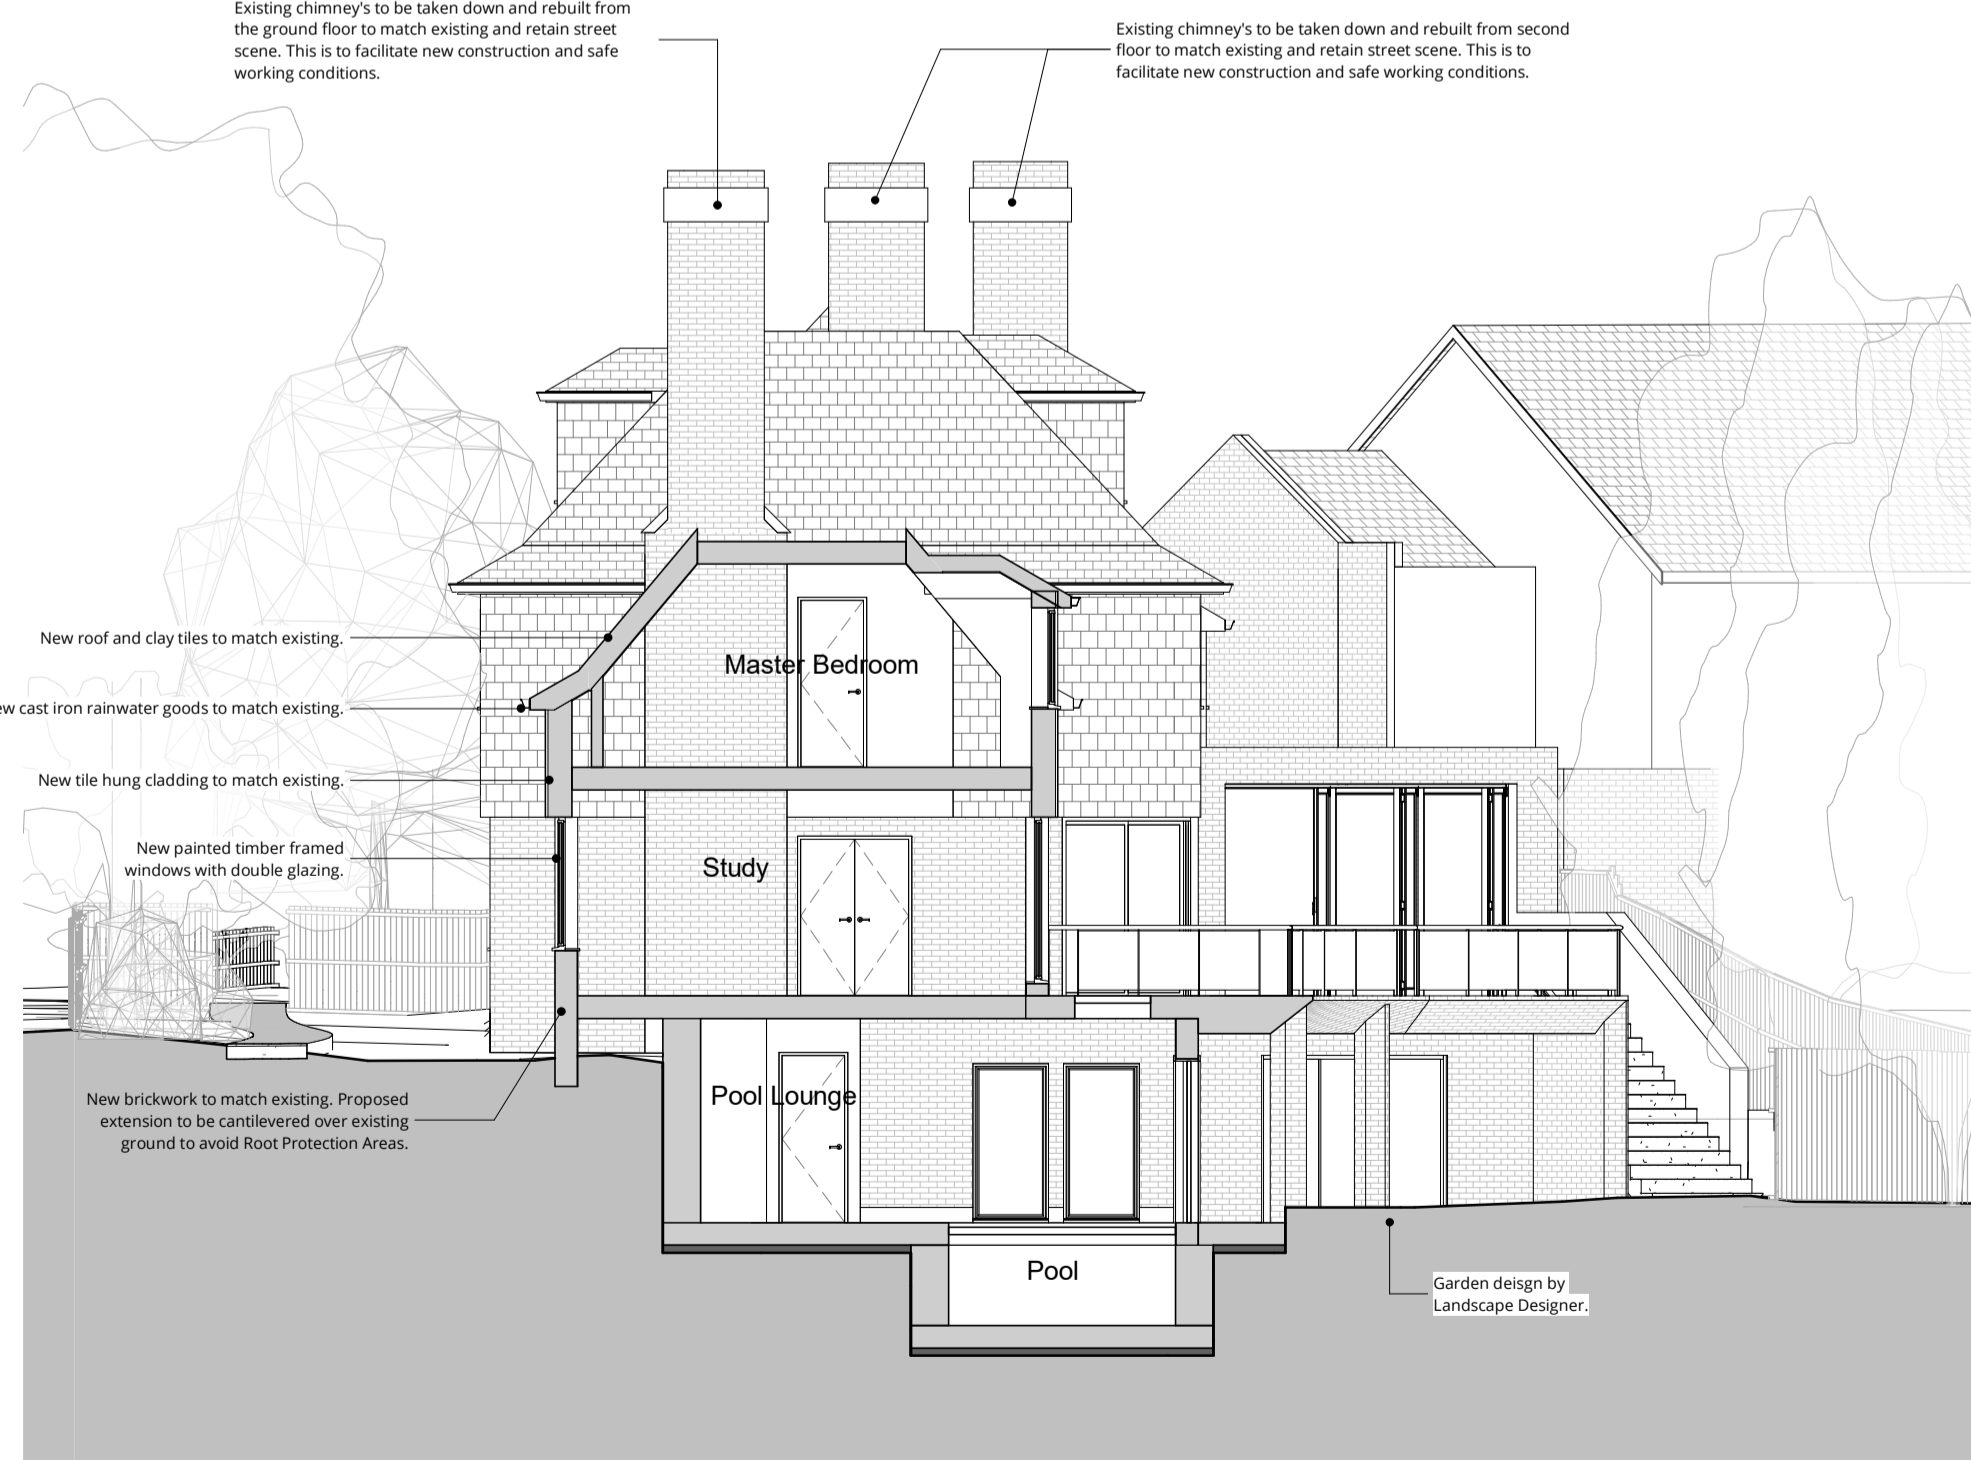 Existing chimney's to be taken down and rebuilt from
the ground floor to match existing and retain street
scene. This is to facilitate new construction and safe
working conditions.
Existing chimney's to be taken down and rebuilt from second
floor to match existing and retain street scene. This is to
facilitate new construction and safe working conditions.
New roof and clay tiles to match existing.
ew cast iron rainwater goods to match existing.
New tile hung cladding to match existing.
New painted timber framed
windows with double glazing.
New brickwork to match existing. Proposed
extension to be cantilevered over existing
ground to avoid Root Protection Areas.
Master Bedroom
Study
Pool Lounge
Pool
Garden deisgn by
Landscape Designer.